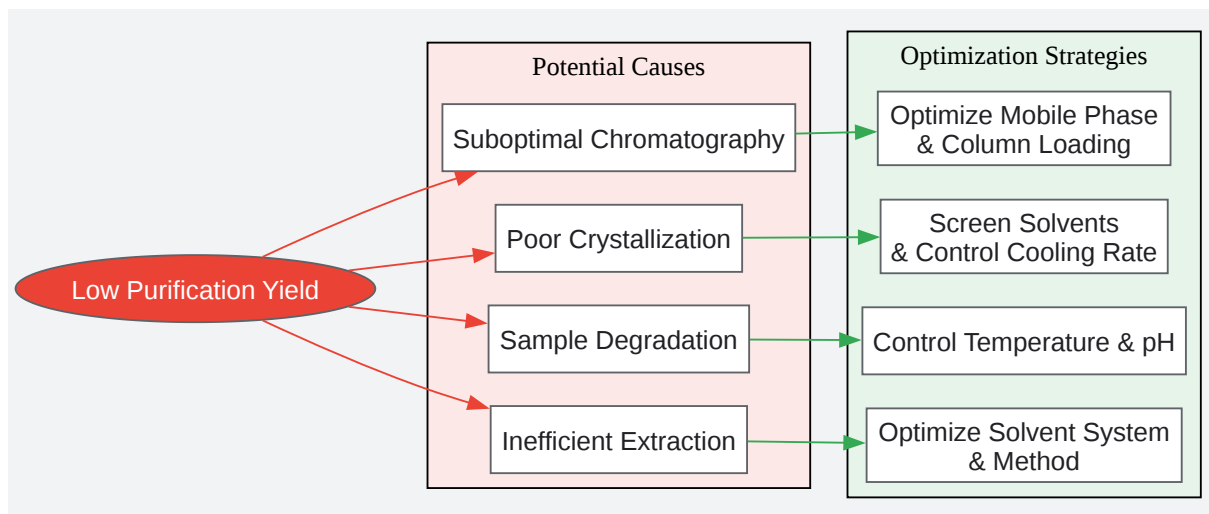 Low Purification Yield
Potential Causes
Suboptimal Chromatography
Poor Crystallization
Sample Degradation
Inefficient Extraction
Optimization Strategies
Optimize Mobile Phase
& Column Loading
Screen Solvents
& Control Cooling Rate
Control Temperature & pH
Optimize Solvent System
& Method